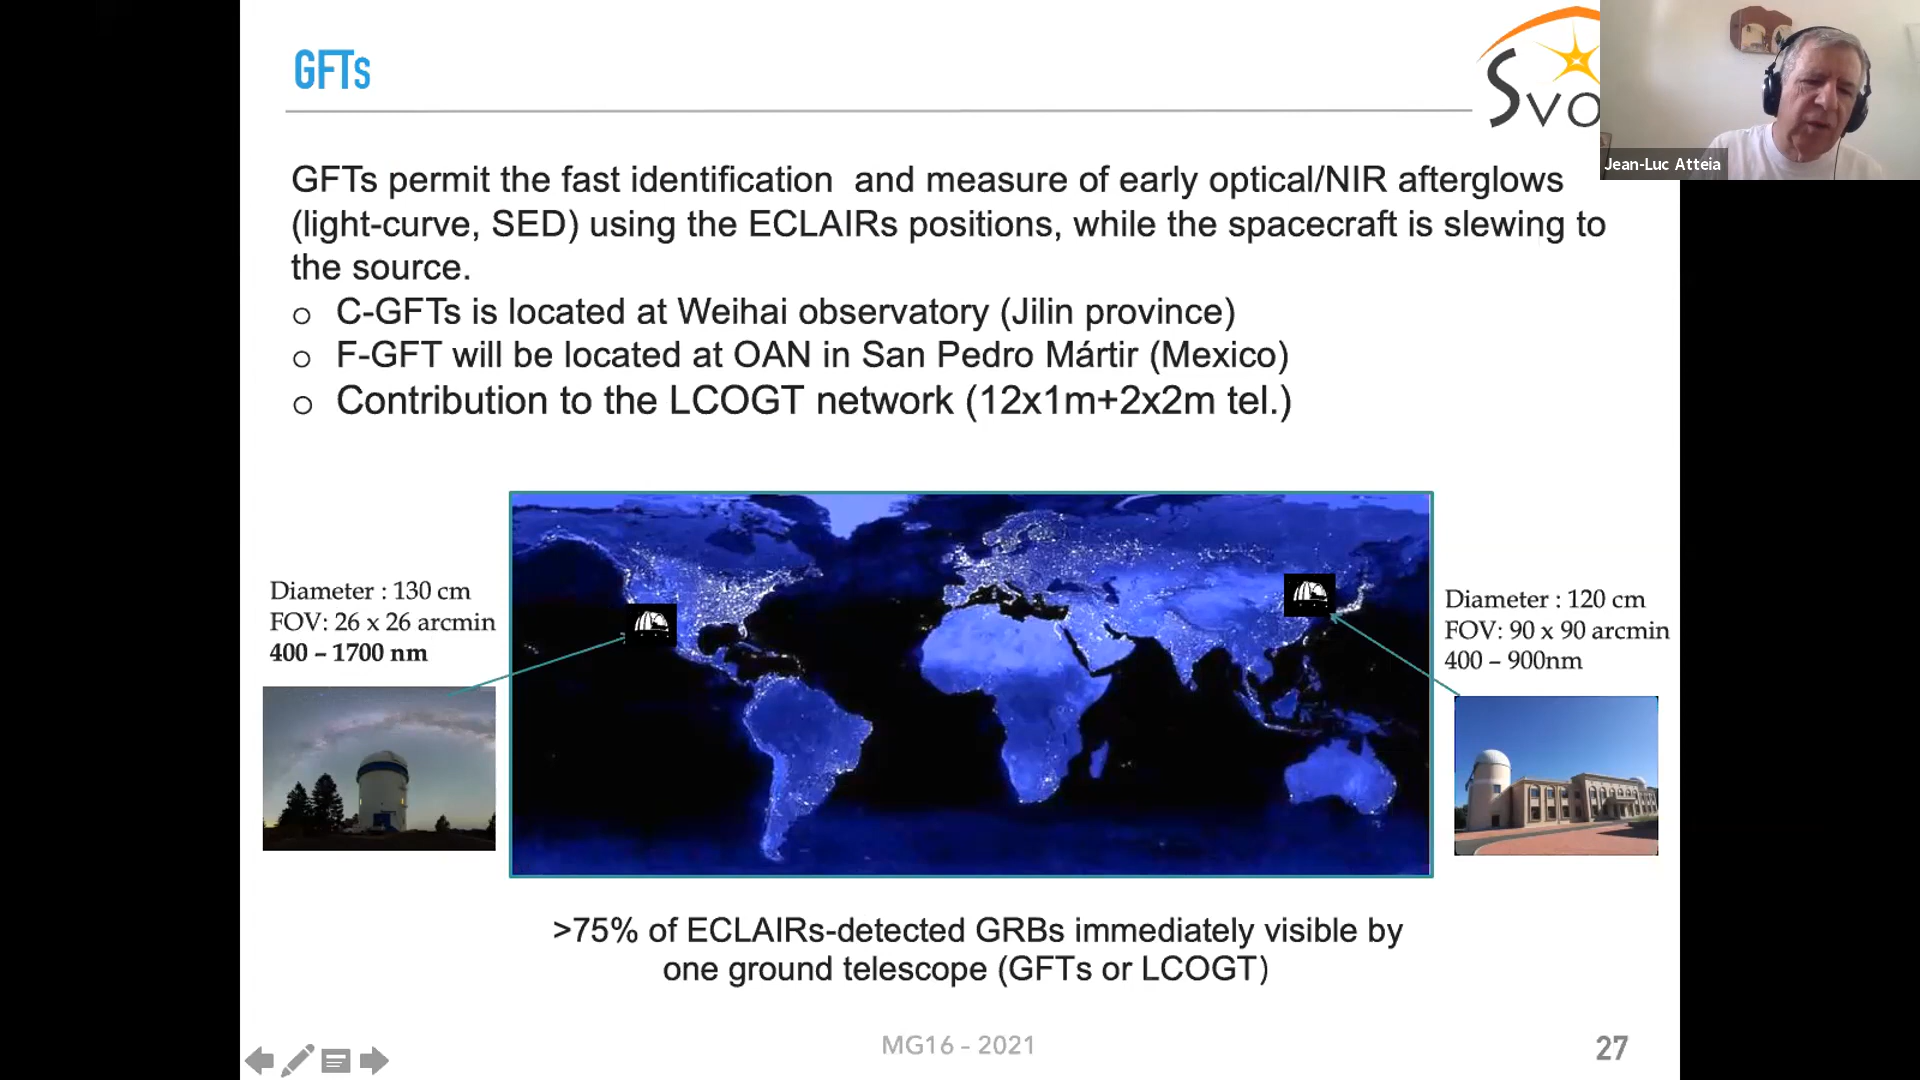 GFTs
Svo
Jean-Luc Atteia
GFTs permit the fast identification and measure of early optical/NIR afterglows
(light-curve, SED) using the ECLAIRs positions, while the spacecraft is slewing to
the source.
o C-GFTs is located at Weihai observatory (Jilin province)
o F-GFT will be located at OAN in San Pedro Mártir (Mexico)
o Contribution to the LCOGT network (12x1m+2x2m tel.)
Diameter : 130 cm
FOV: 26 x 26 arcmin
400 – 1700 nm
Diameter : 120 cm
FOV: 90 x 90 arcmin
400 – 900nm
>75% of ECLAIRs-detected GRBs immediately visible by
one ground telescope (GFTs or LCOGT)
MG16 - 2021
27